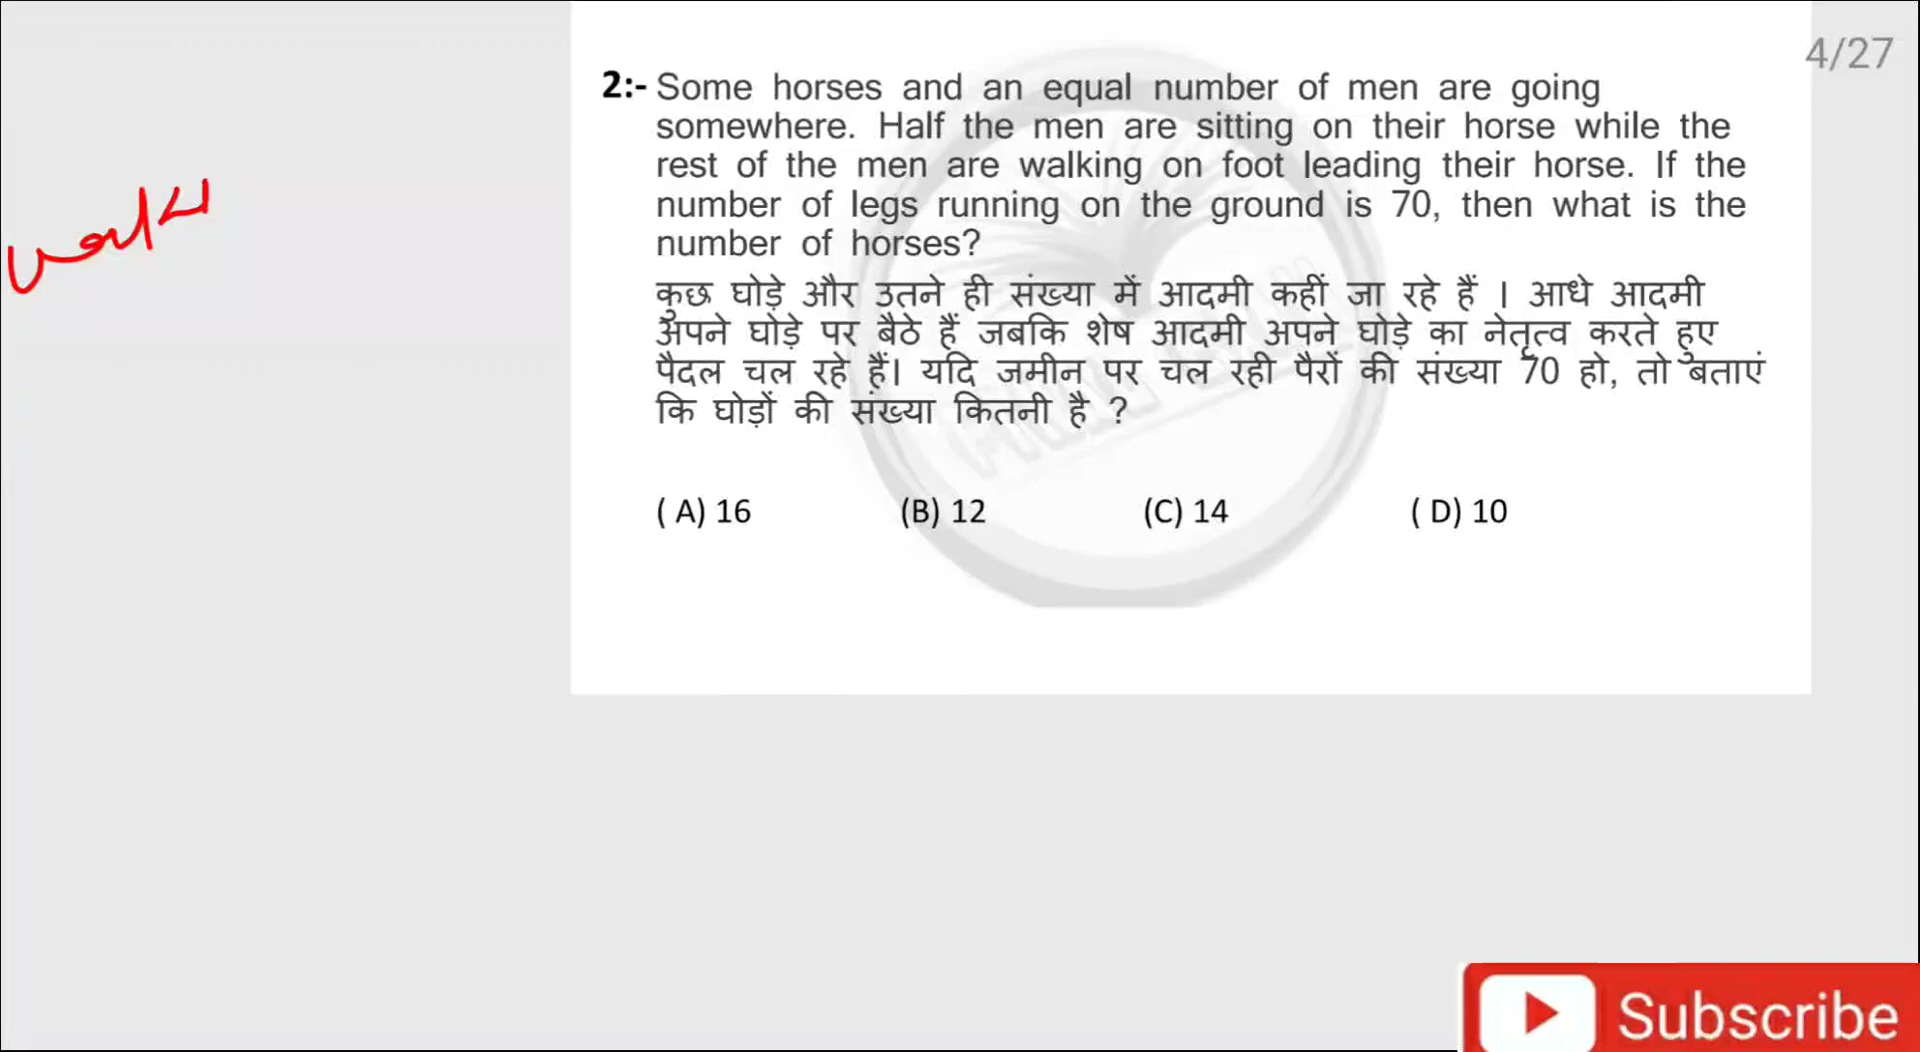 4/27
2:- Some horses and an equal number of men are going
somewhere. Half the men are sitting on their horse while the
rest of the men are walking on foot leading their horse. If the
number of legs running on the ground is 70, then what is the
number of horses?
कुछ घोड़े और उतने ही संख्या में आदमी कहीं जा रहे हैं । आधे आदमी
अपने घोड़े पर बैठे हैं जबकि शेष आदमी अपने घोड़े का नेतृत्व करते हुए
पैदल चल रहे हैं। यदि जमीन पर चल रही पैरों की संख्या 70 हो, तो बताएं
कि घोड़ों की संख्या कितनी है ?
( A) 16 (B) 12 (C) 14 ( D) 10
Subscribe